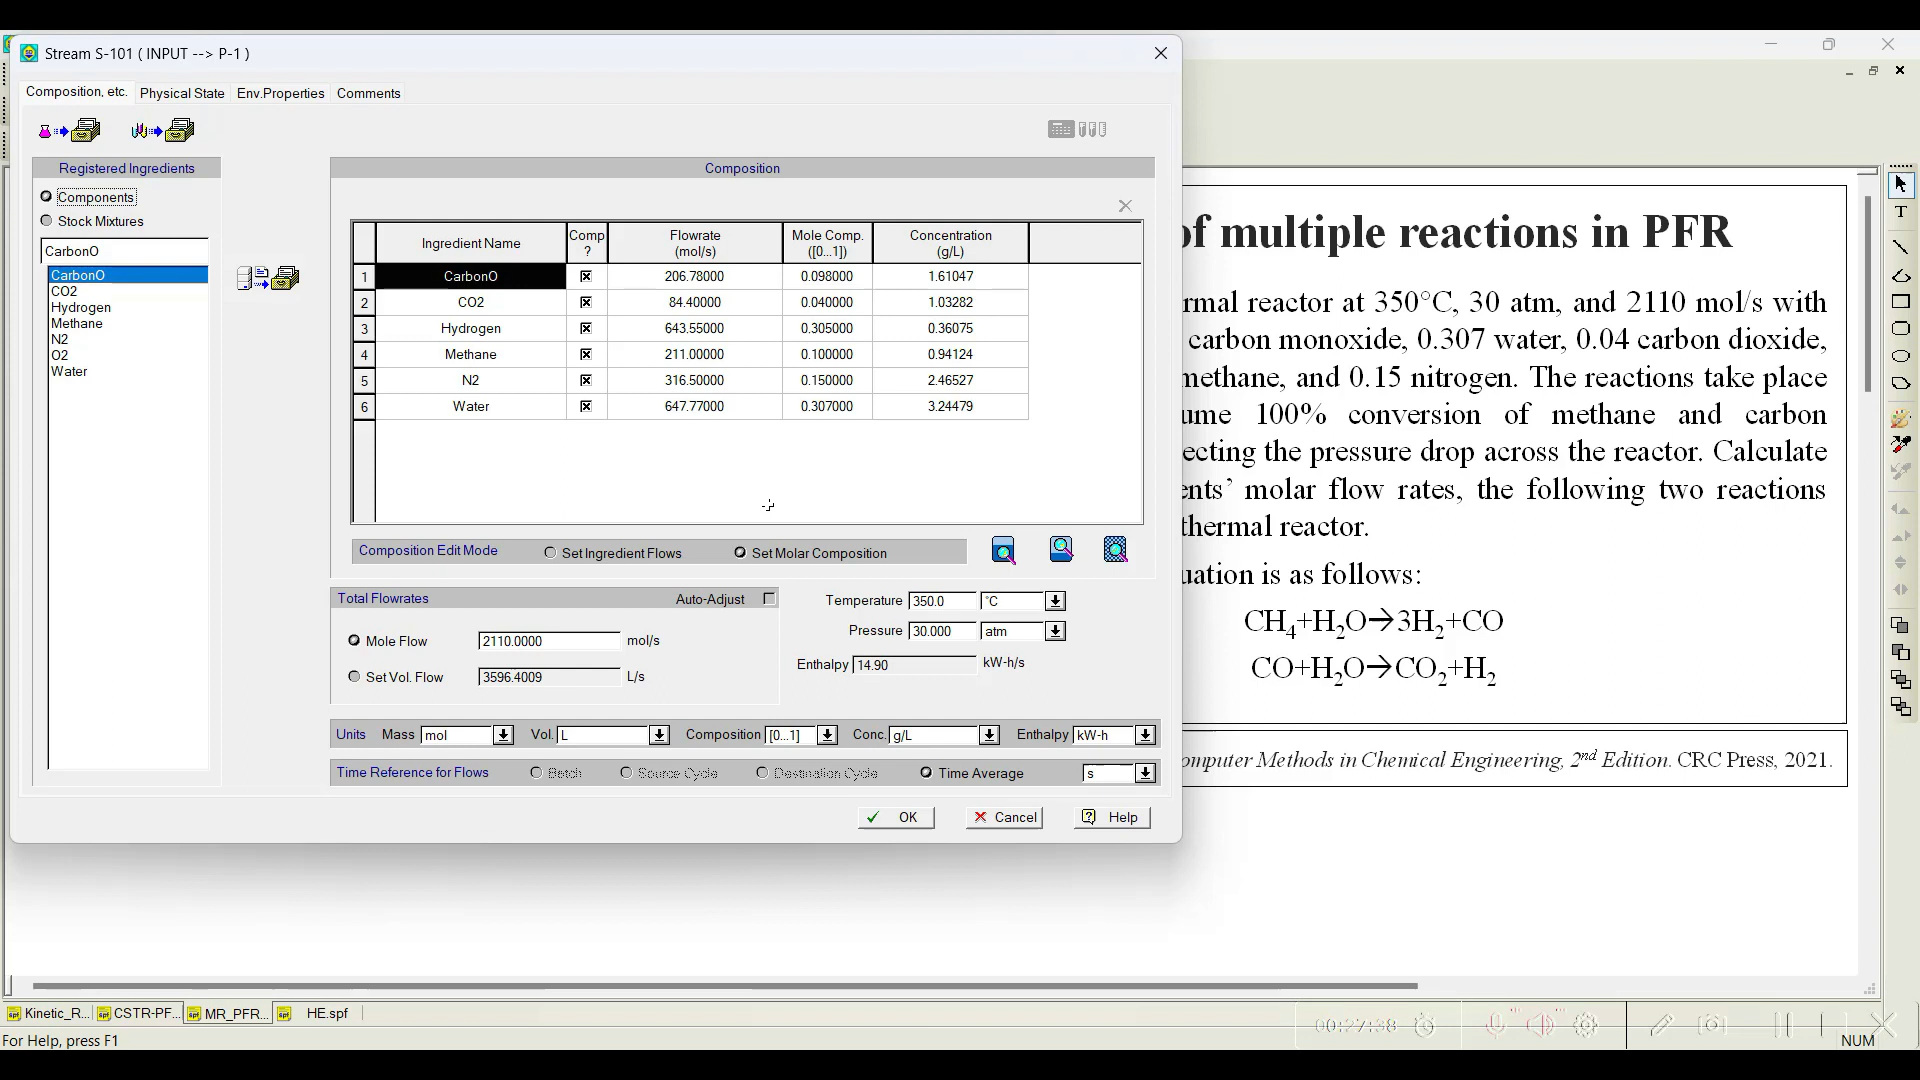 Stream S-101 ( INPUT --> P-1 )
Composition, etc. Physical State Env.Properties Comments
Registered Ingredients
Components
Stock Mixtures
CarbonO
CarbonO
CO2
Hydrogen
Methane
N2
O2
Water
Composition
Ingredient Name Comp ? Flowrate (mol/s) Mole Comp. ([0...1]) Concentration (g/L)
1 CarbonO 206.78000 0.098000 1.61047
2 CO2 84.40000 0.040000 1.03282
3 Hydrogen 643.55000 0.305000 0.36075
4 Methane 211.00000 0.100000 0.94124
5 N2 316.50000 0.150000 2.46527
6 Water 647.77000 0.307000 3.24479
Composition Edit Mode Set Ingredient Flows Set Molar Composition
Total Flowrates Auto-Adjust
Mole Flow 2110.0000 mol/s
Set Vol. Flow 3596.4009 L/s
Temperature 350.0 °C
Pressure 30.000 atm
Enthalpy 14.90 kW-h/s
Units Mass mol Vol. L Composition [0...1] Conc. g/L Enthalpy kW-h
Time Reference for Flows Batch Source Cycle Destination Cycle Time Average s
OK Cancel Help
of multiple reactions in PFR
rmal reactor at 350°C, 30 atm, and 2110 mol/s with
carbon monoxide, 0.307 water, 0.04 carbon dioxide,
methane, and 0.15 nitrogen. The reactions take place
ume 100% conversion of methane and carbon
ecting the pressure drop across the reactor. Calculate
ents' molar flow rates, the following two reactions
thermal reactor.
uation is as follows:
CH₄+H₂O→3H₂+CO
CO+H₂O→CO₂+H₂
omputer Methods in Chemical Engineering, 2nd Edition. CRC Press, 2021.
T
Kinetic_R... CSTR-PF... MR_PFR... HE.spf
00:27:38
For Help, press F1
NUM